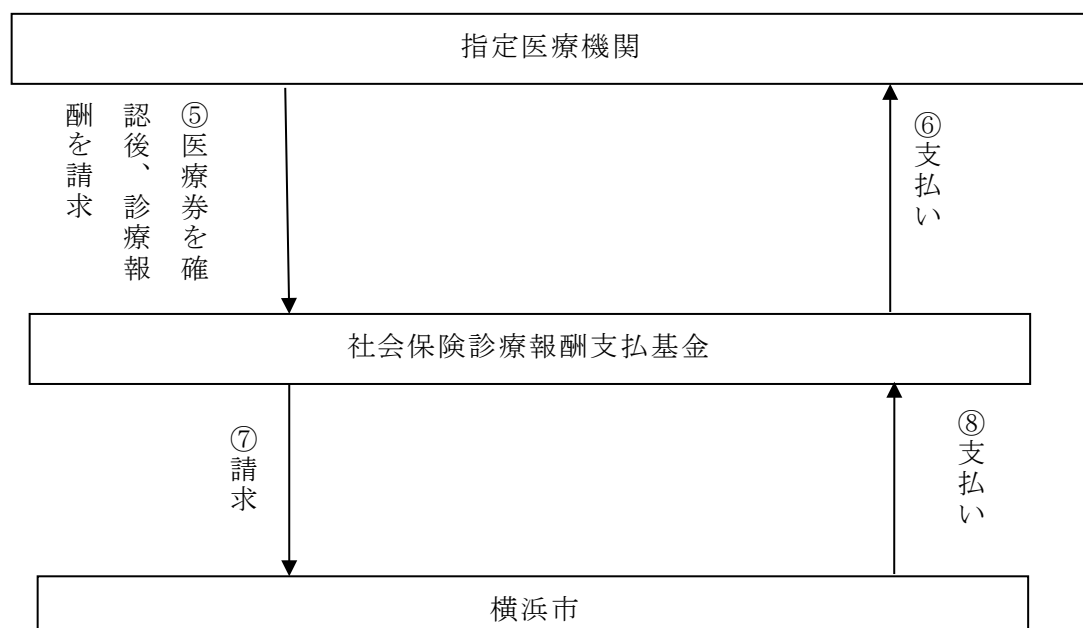 指定医療機関
⑤医療券を確
認後、診療報
酬を請求
⑥支払い
社会保険診療報酬支払基金
⑦請求
⑧支払い
横浜市